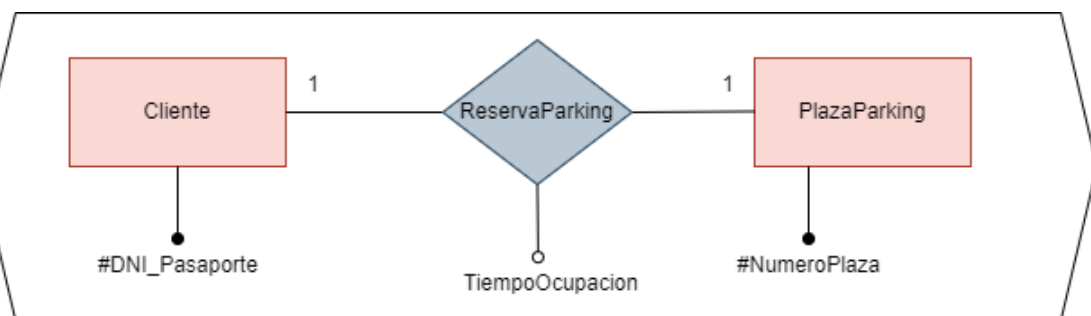 1
1
Cliente
ReservaParking
PlazaParking
#DNI_Pasaporte
#NumeroPlaza
TiempoOcupacion